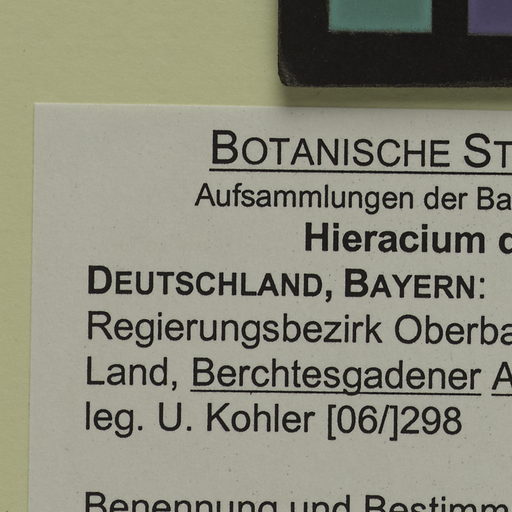 BOTANISCHE ST
Aufsammlungen der Ba
Hieracium d
DEUTSCHLAND, BAYERN:
Regierungsbezirk Oberba
Land, Berchtesgadener A
leg. U. Kohler [06/]298
Benennung und Bestimm